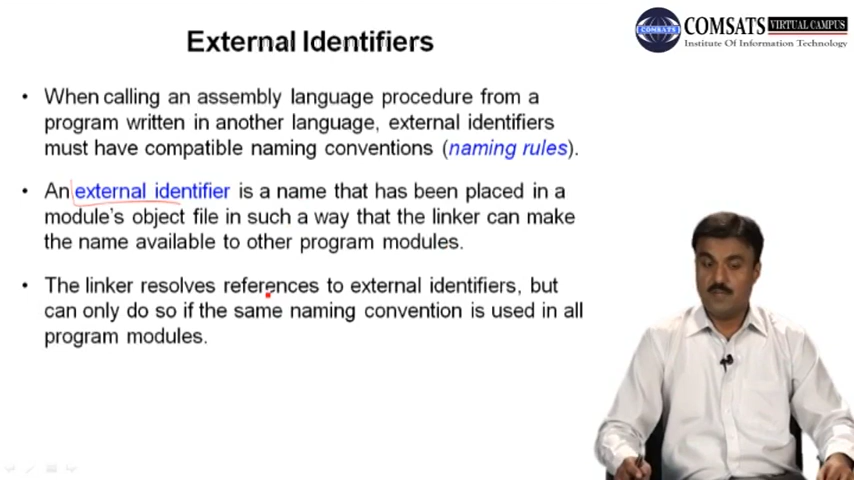 External Identifiers
COMSATS VIRTUAL CAMPUS
Institute Of Information Technology
COMSATS
• When calling an assembly language procedure from a
program written in another language, external identifiers
must have compatible naming conventions (naming rules).
• An external identifier is a name that has been placed in a
module's object file in such a way that the linker can make
the name available to other program modules.
• The linker resolves references to external identifiers, but
can only do so if the same naming convention is used in all
program modules.